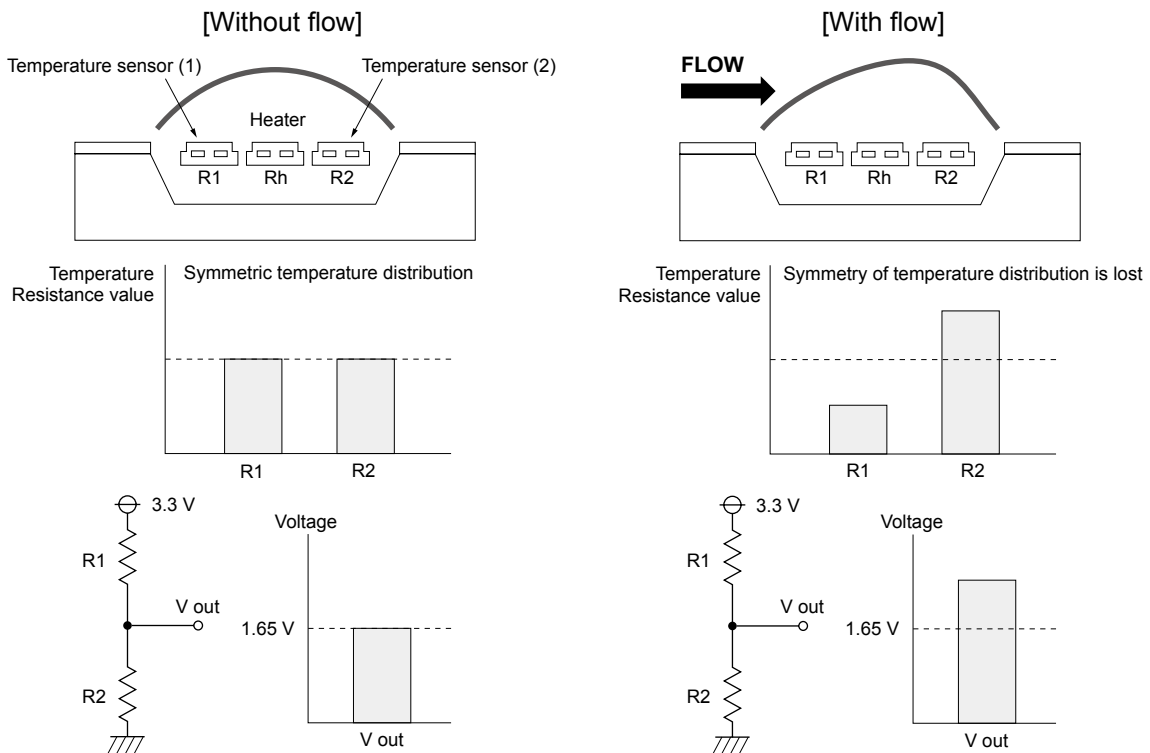 [Without flow]
Temperature sensor (1)
Temperature sensor (2)
Heater
R1
Rh
R2
Temperature
Resistance value
Symmetric temperature distribution
R1
R2
3.3 V
R1
V out
R2
Voltage
1.65 V
V out
[With flow]
FLOW
R1
Rh
R2
Temperature
Resistance value
Symmetry of temperature distribution is lost
R1
R2
3.3 V
R1
V out
R2
Voltage
1.65 V
V out